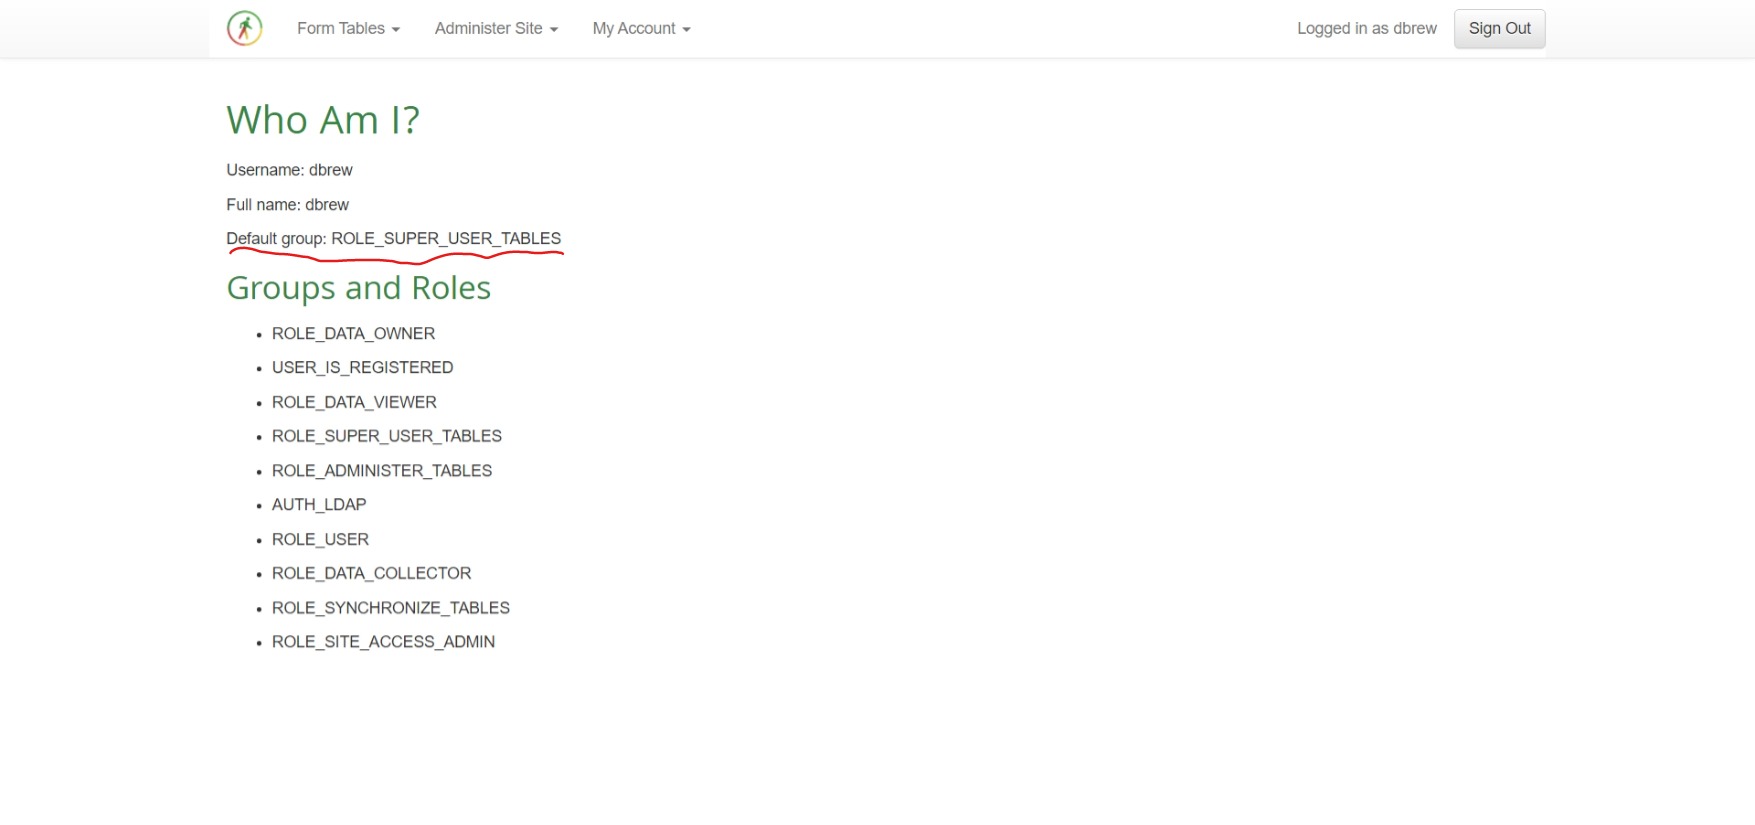 Form Tables Administer Site My Account Logged in as dbrew Sign Out
Who Am I?
Username: dbrew
Full name: dbrew
Default group: ROLE_SUPER_USER_TABLES
Groups and Roles
ROLE_DATA_OWNER
USER_IS_REGISTERED
ROLE_DATA_VIEWER
ROLE_SUPER_USER_TABLES
ROLE_ADMINISTER_TABLES
AUTH_LDAP
ROLE_USER
ROLE_DATA_COLLECTOR
ROLE_SYNCHRONIZE_TABLES
ROLE_SITE_ACCESS_ADMIN